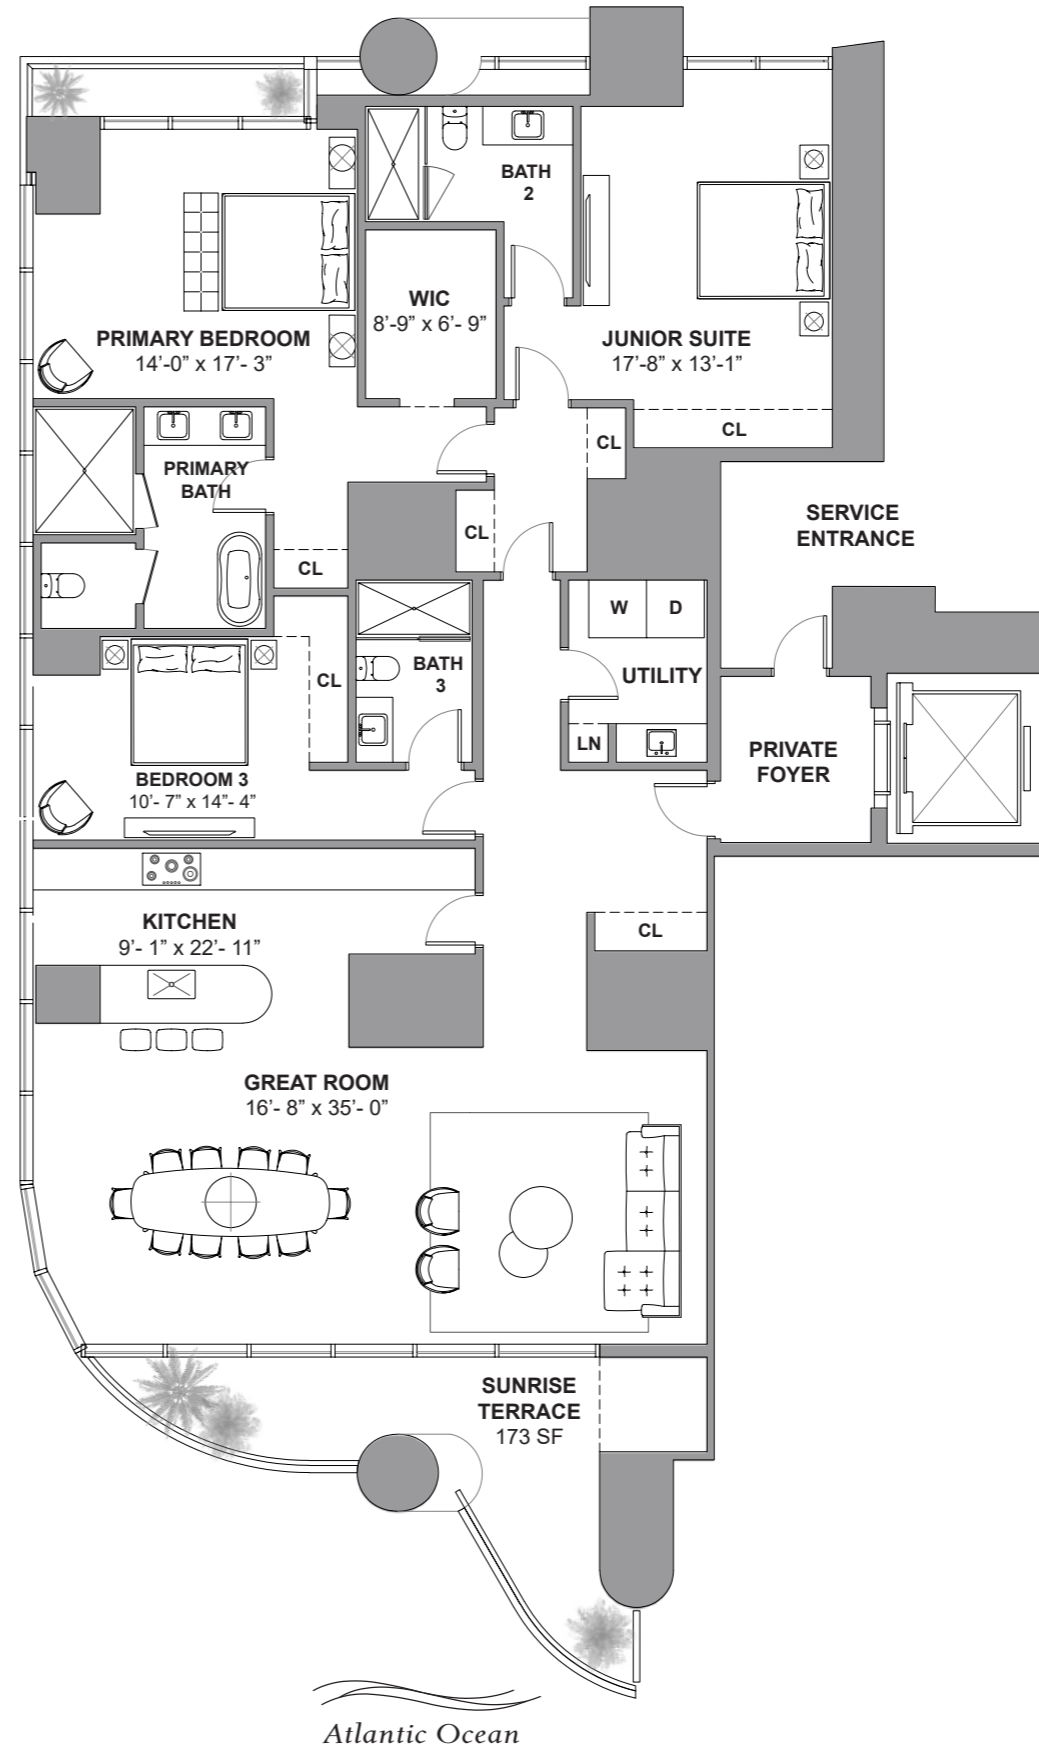 BATH
2
WIC
8’-9” x 6’- 9”
PRIMARY BEDROOM
14’-0” x 17’- 3”
JUNIOR SUITE
17’-8” x 13’-1”
CL
CL
PRIMARY
BATH
CL
SERVICE
ENTRANCE
CL
W
D
BATH
3
UTILITY
CL
LN
PRIVATE
FOYER
BEDROOM 3
10’- 7” x 14”- 4”
KITCHEN
9’- 1” x 22’- 11”
CL
GREAT ROOM
16’- 8” x 35’- 0”
SUNRISE
TERRACE
173 SF
Atlantic Ocean